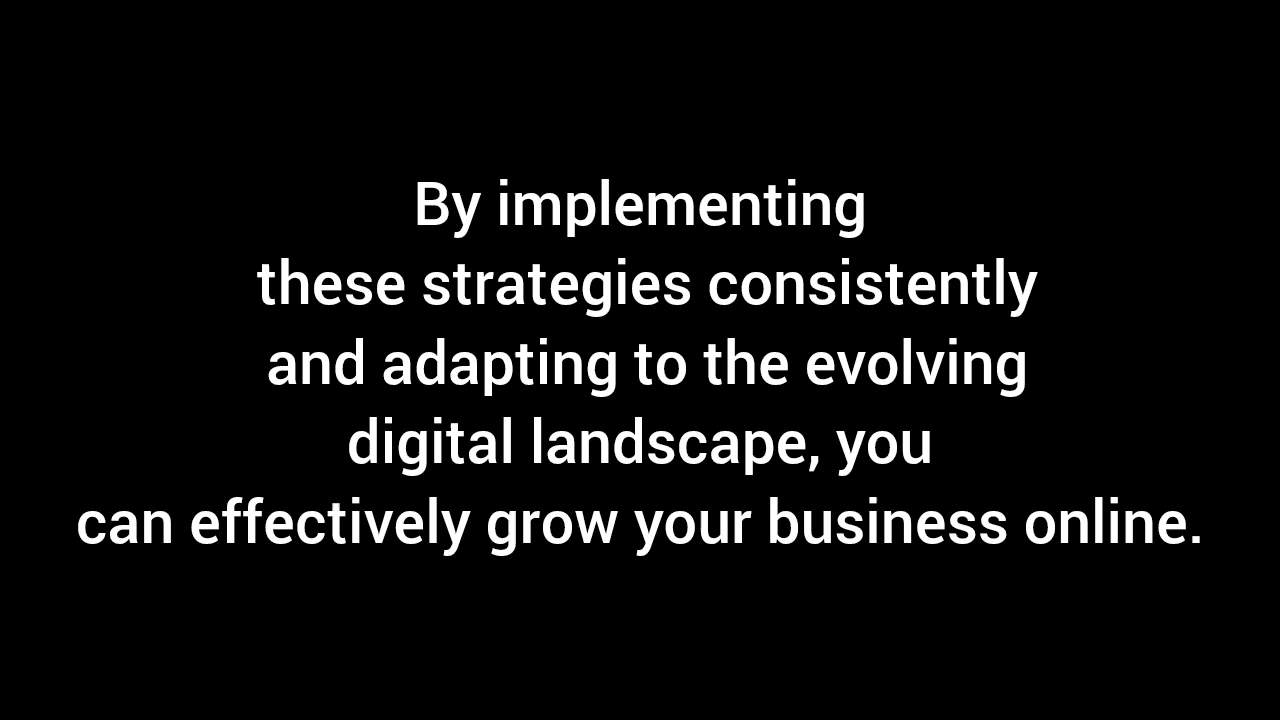 By implementing
these strategies consistently
and adapting to the evolving
digital landscape, you
can effectively grow your business online.